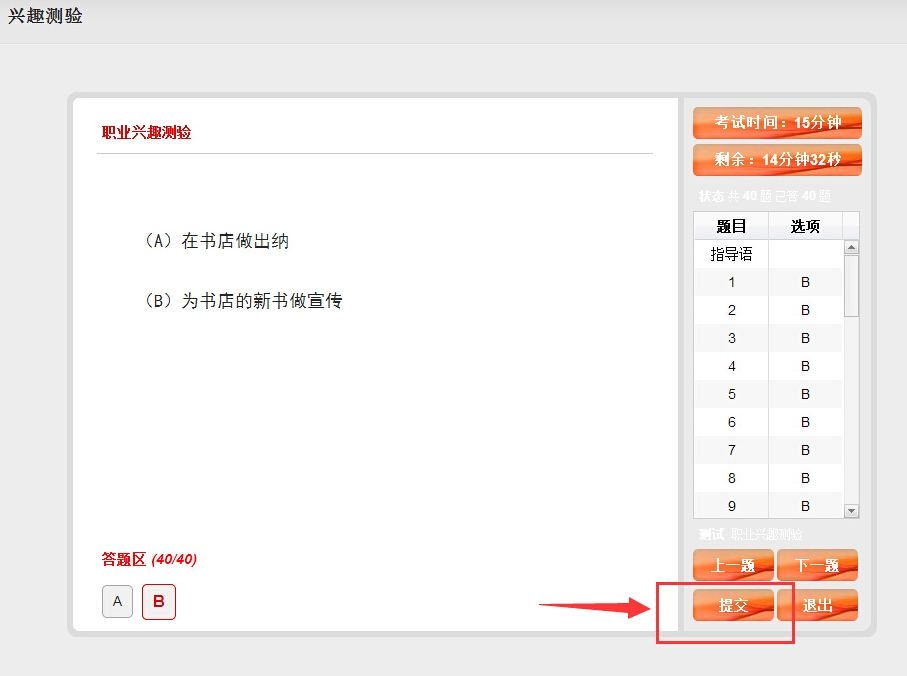 兴趣测验
职业兴趣测验
（A）在书店做出纳
（B）为书店的新书做宣传
答题区 (40/40)
A B
考试时间：15分钟
剩余：14分钟32秒
状态 共 40 题 已答 40 题
题目 选项
指导语
1 B
2 B
3 B
4 B
5 B
6 B
7 B
8 B
9 B
测试 职业兴趣测验
上一题 下一题
提交 退出